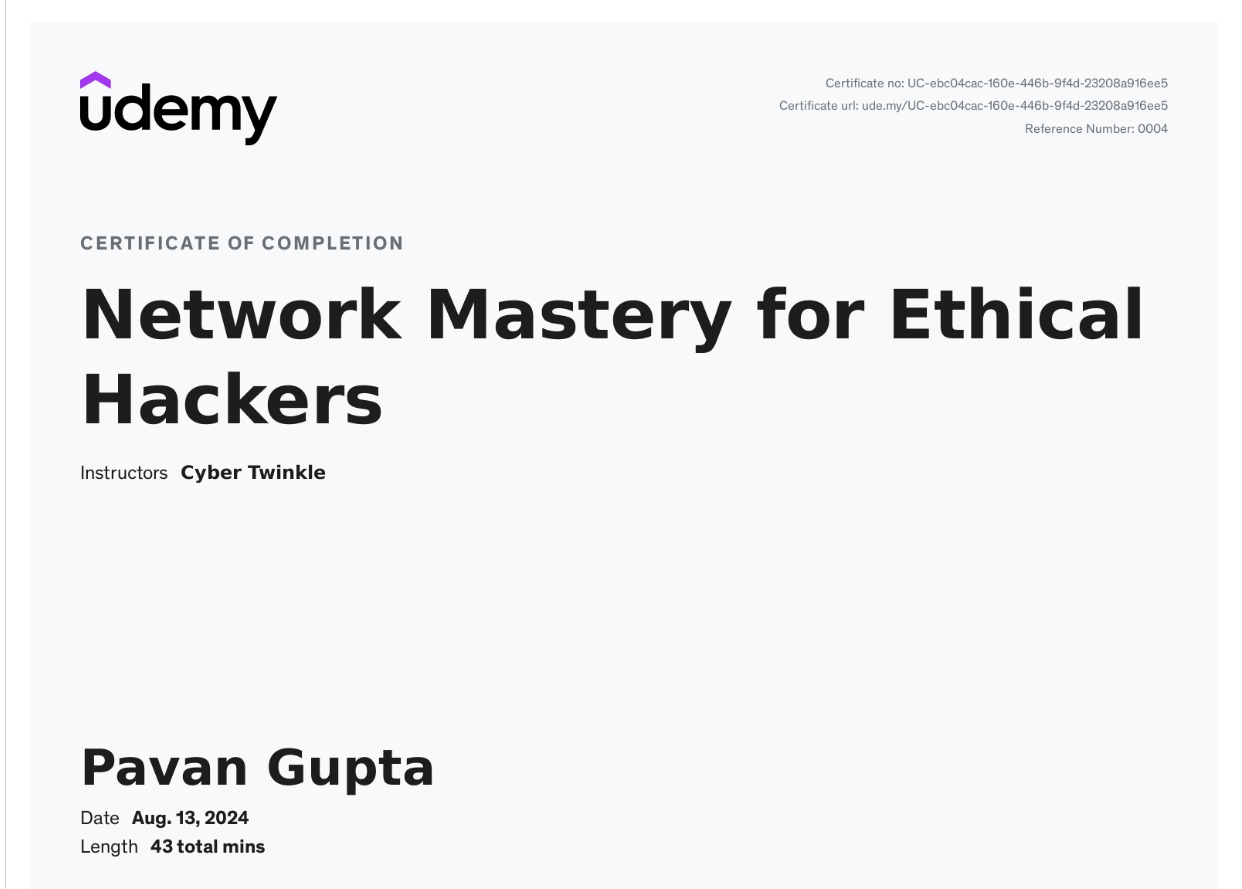 udemy
Certificate no: UC-ebc04cac-160e-446b-9f4d-23208a916ee5
Certificate url: ude.my/UC-ebc04cac-160e-446b-9f4d-23208a916ee5
Reference Number: 0004
CERTIFICATE OF COMPLETION
Network Mastery for Ethical
Hackers
Instructors Cyber Twinkle
Pavan Gupta
Date Aug. 13, 2024
Length 43 total mins